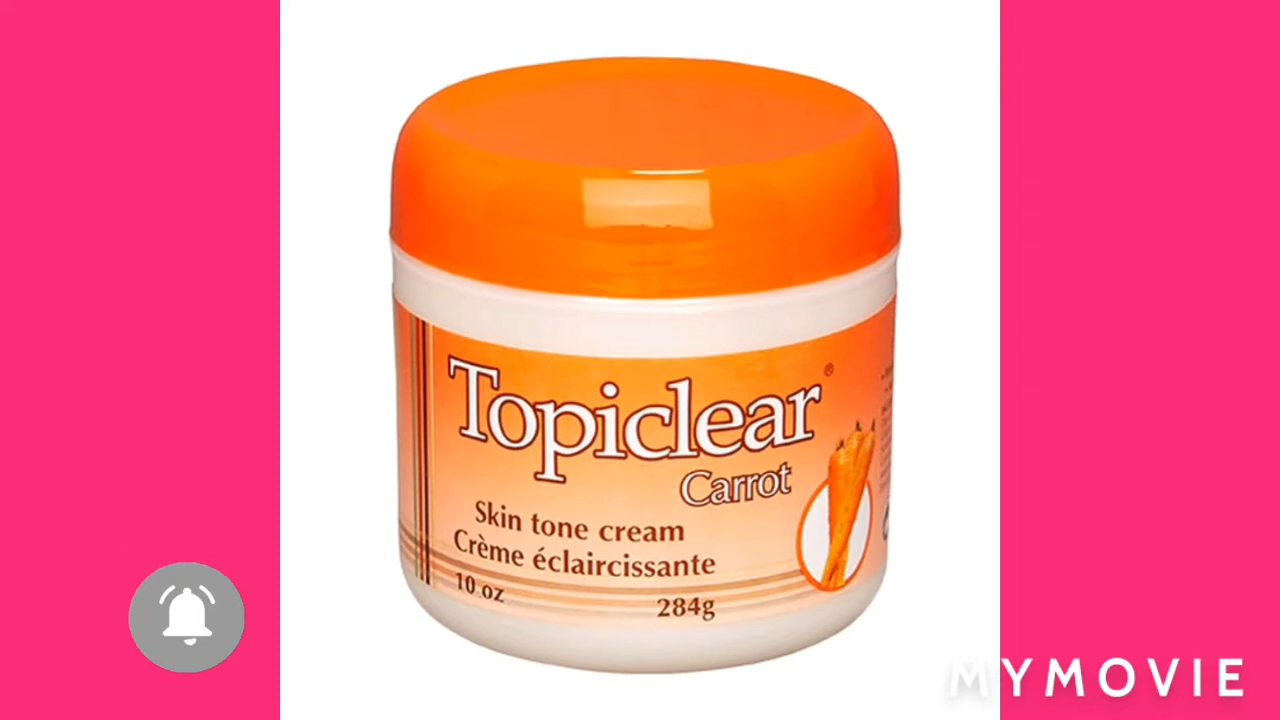 Topiclear®
Carrot
Skin tone cream
Crème éclaircissante
10 oz
284g
MYMOVIE